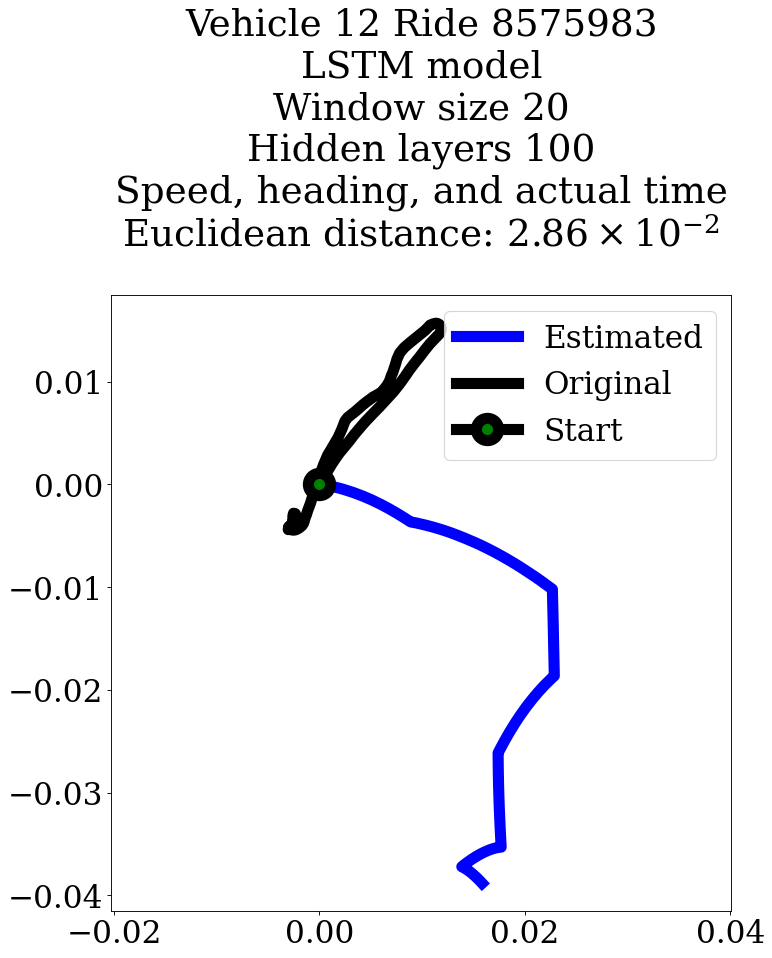 Vehicle 12 Ride 8575983
LSTM model
Window size 20
Hidden layers 100
Speed, heading, and actual time
Euclidean distance: 2.86 × 10⁻²
Estimated
Original
Start
0.01
0.00
−0.01
−0.02
−0.03
−0.04
−0.02
0.00
0.02
0.04